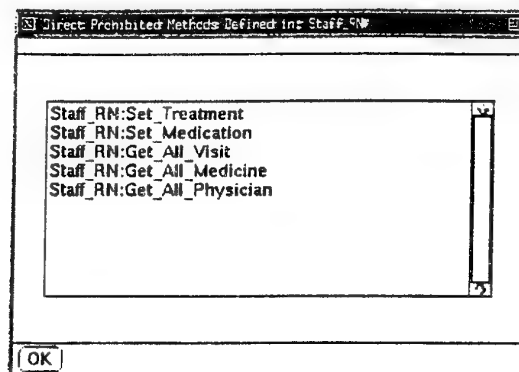 Direct Prohibited Methods Defined in: Staff_RN
Staff_RN:Set_Treatment
Staff_RN:Set_Medication
Staff_RN:Get_All_Visit
Staff_RN:Get_All_Medicine
Staff_RN:Get_All_Physician
OK